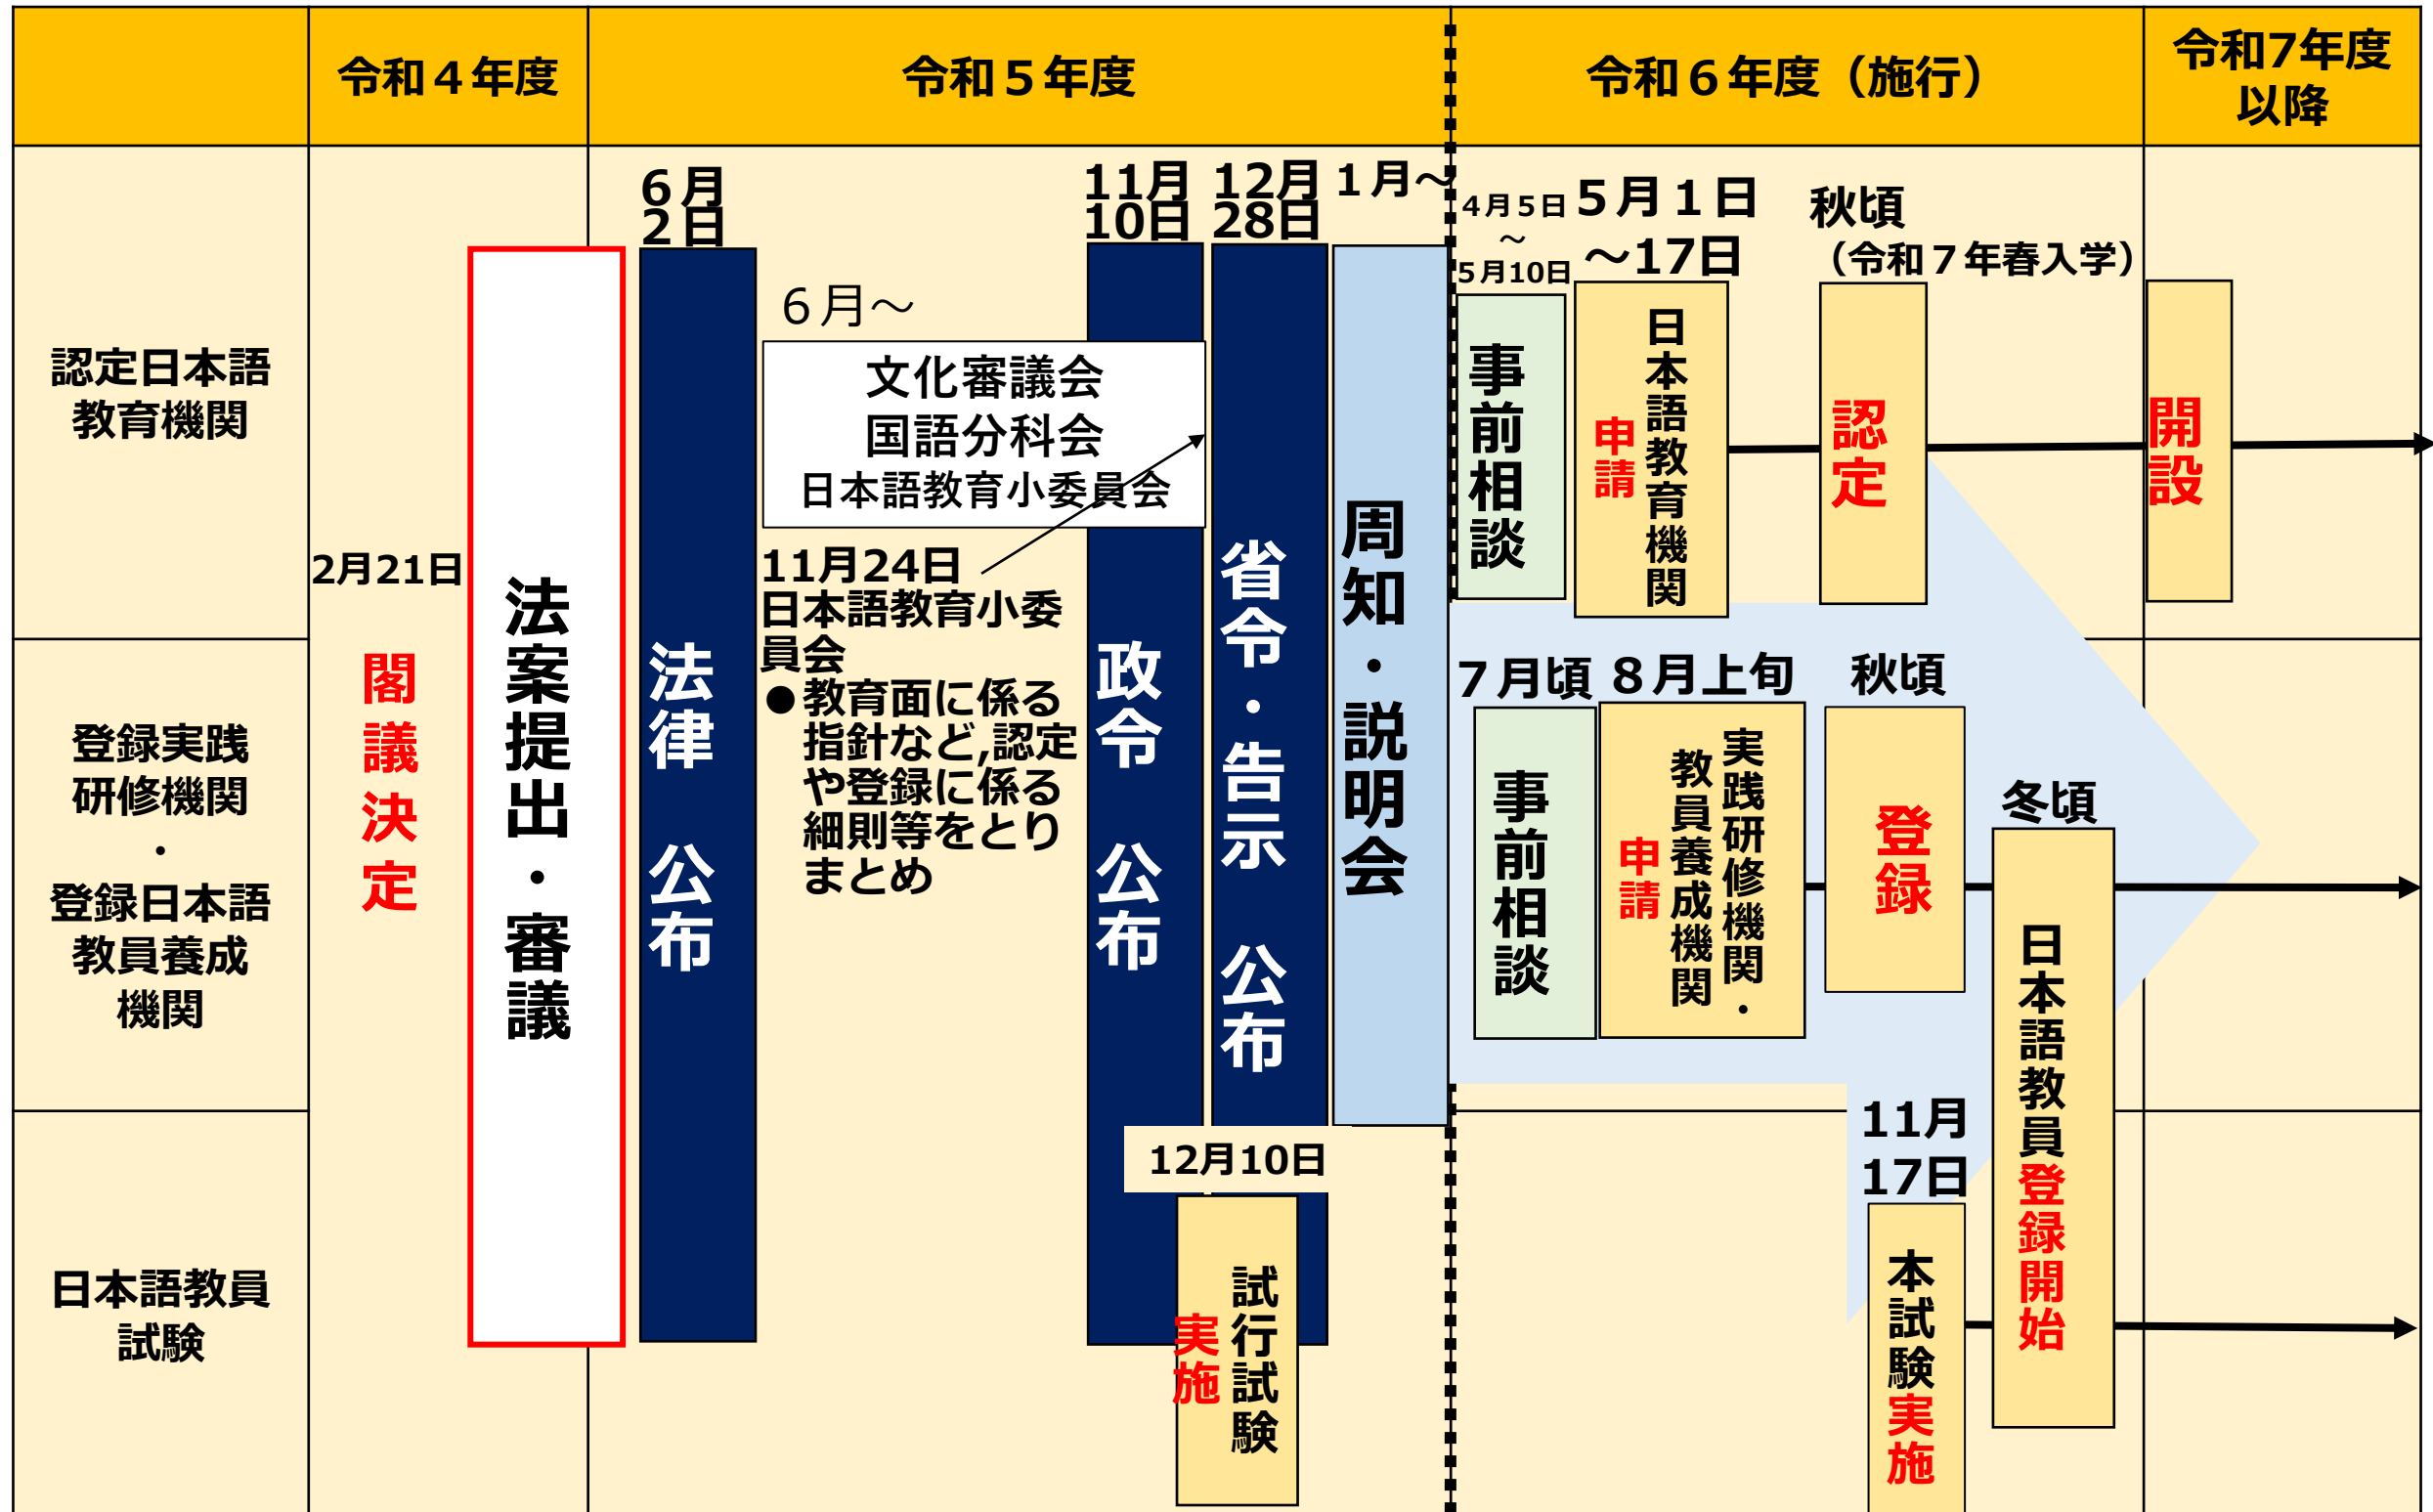 令和４年度
令和５年度
令和６年度（施行）
令和7年度
以降
認定日本語
教育機関
登録実践
研修機関
・
登録日本語
教員養成
機関
日本語教員
試験
2月21日
閣議決定
法案提出・審議
６月
２日
法律　公布
６月～
文化審議会
国語分科会
日本語教育小委員会
11月24日
日本語教育小委
員会
●教育面に係る
指針など,認定
や登録に係る
細則等をとり
まとめ
11月
10日
政令　公布
12月
28日
省令・告示　公布
１月～
周知・説明会
12月10日
試行試験
実施
４月５日
～
５月10日
事前相談
５月１日
～17日
日本語教育機関
申請
秋頃
（令和７年春入学）
認定
開設
７月頃
事前相談
８月上旬
実践研修機関・
教員養成機関
申請
秋頃
登録
冬頃
日本語教員登録開始
11月
17日
本試験実施